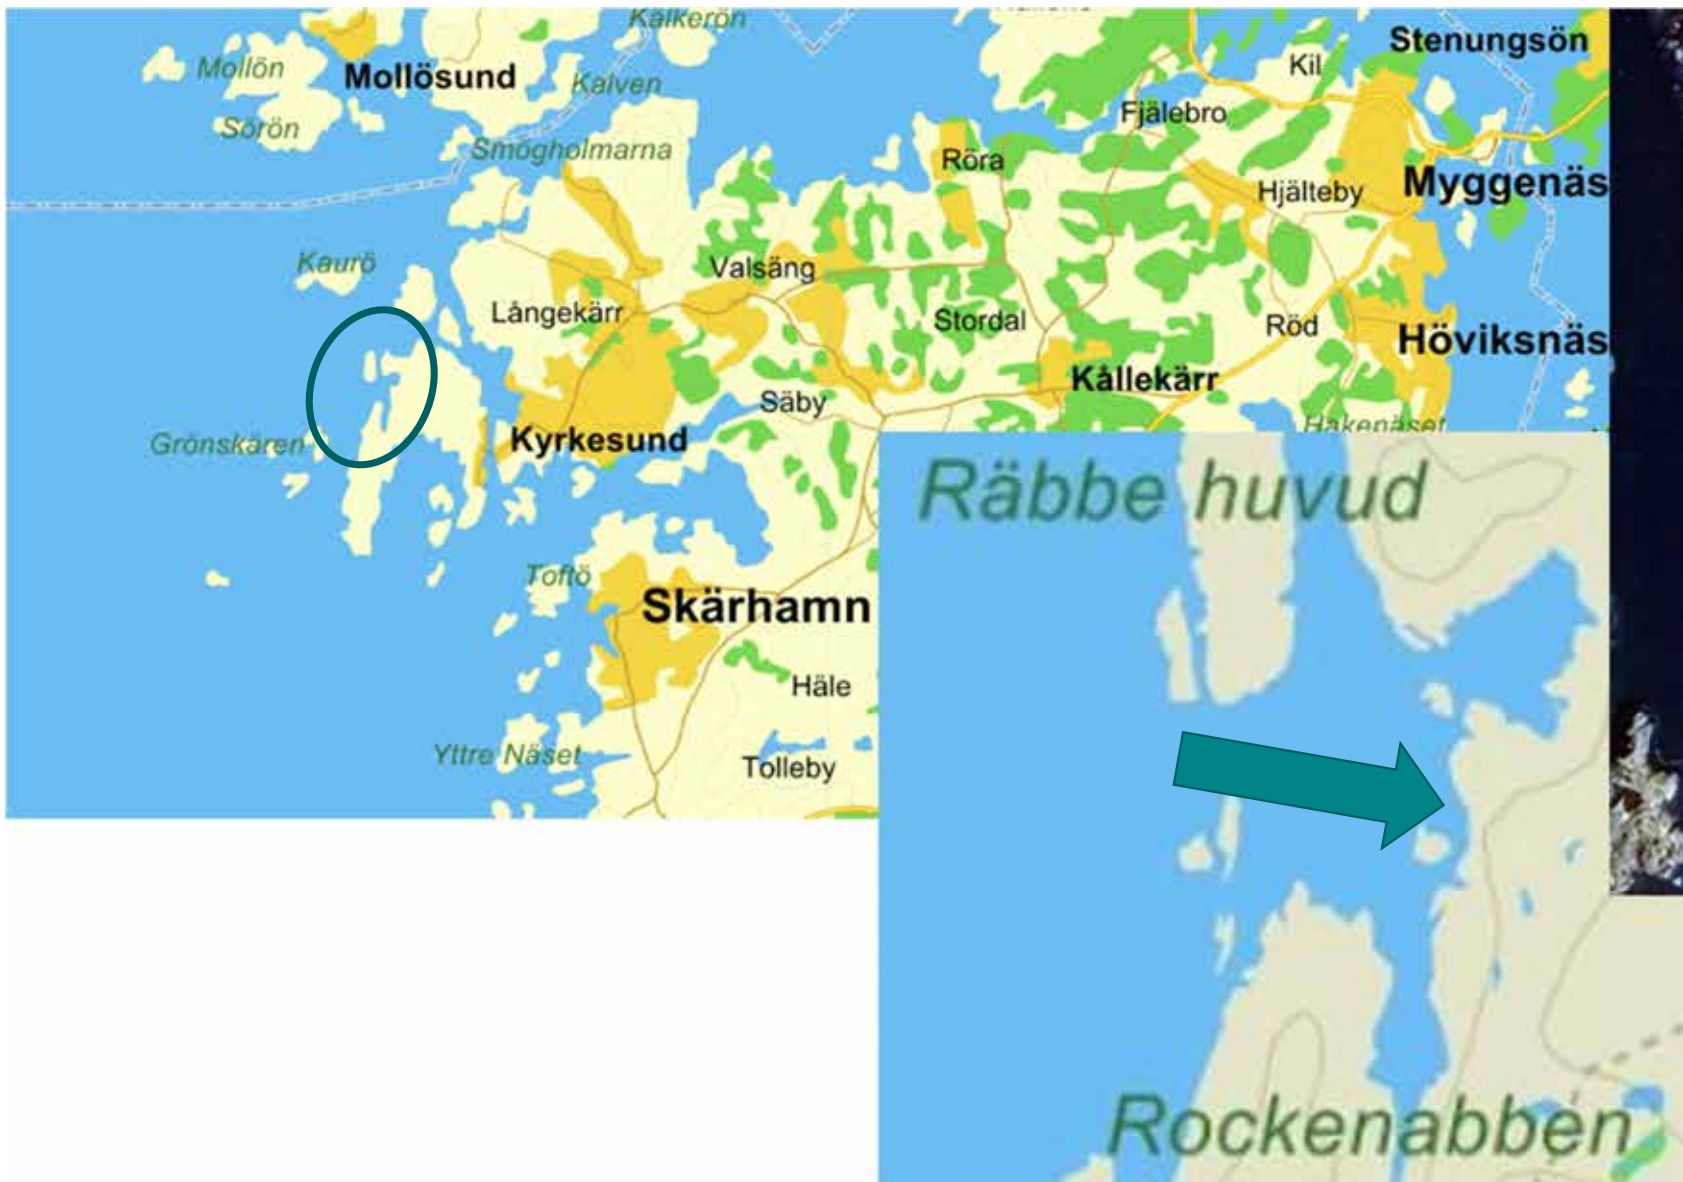 Kälkerön
Stenungsön
Mollön
Mollösund
Kil
Kalven
Fjälebro
Sörön
Smögholmarna
Röra
Myggenäs
Hjälteby
Kaurö
Valsäng
Långekärr
Stordal
Röd
Höviksnäs
Kållekärr
Säby
Hakenäset
Grönskären
Kyrkesund
Räbbe huvud
Toftö
Skärhamn
Häle
Yttre Näset
Tolleby
Rockenabben